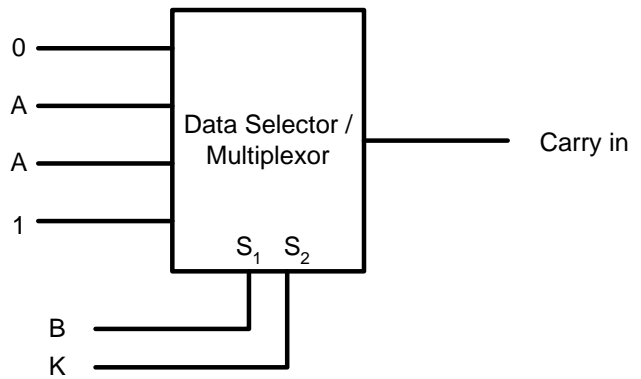 0
A
A
1
Data Selector /
Multiplexor
Carry in
S1 S2
B
K